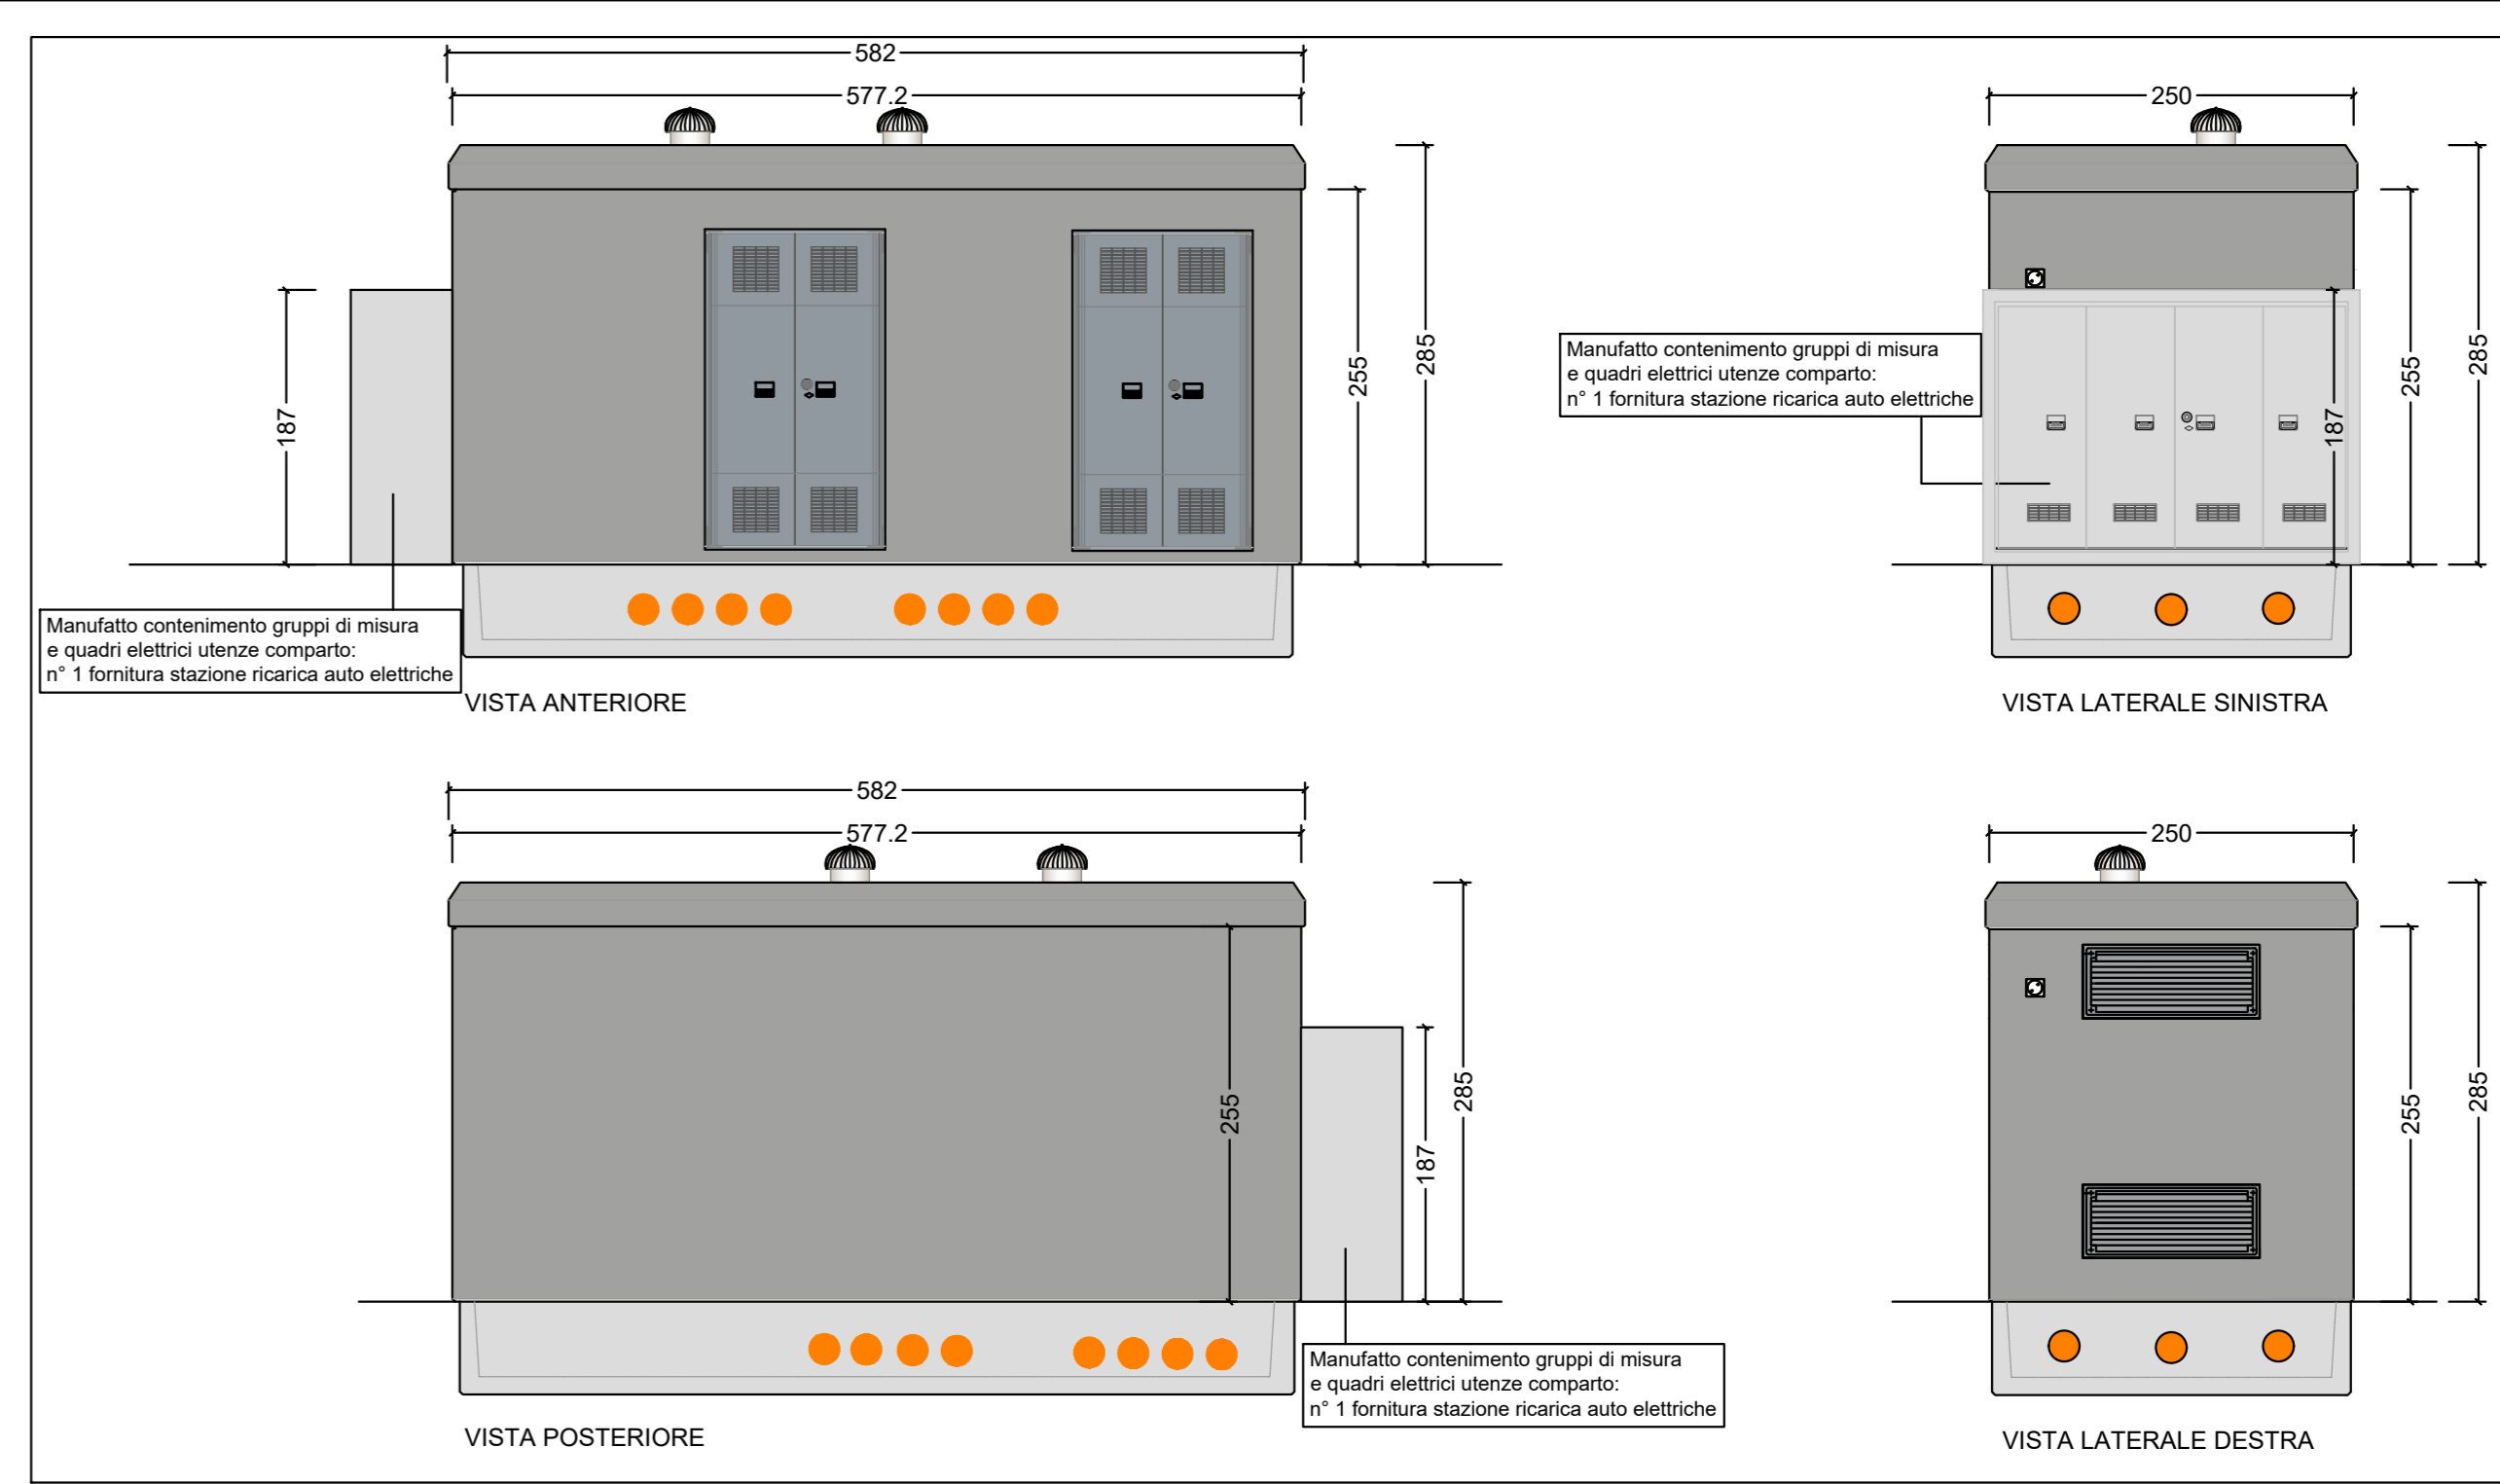 582
577.2
187
255
285
Manufatto contenimento gruppi di misura
e quadri elettrici utenze comparto:
n° 1 fornitura stazione ricarica auto elettriche
VISTA ANTERIORE
250
Manufatto contenimento gruppi di misura
e quadri elettrici utenze comparto:
n° 1 fornitura stazione ricarica auto elettriche
187
255
285
VISTA LATERALE SINISTRA
582
577.2
255
187
285
Manufatto contenimento gruppi di misura
e quadri elettrici utenze comparto:
n° 1 fornitura stazione ricarica auto elettriche
VISTA POSTERIORE
250
255
285
VISTA LATERALE DESTRA